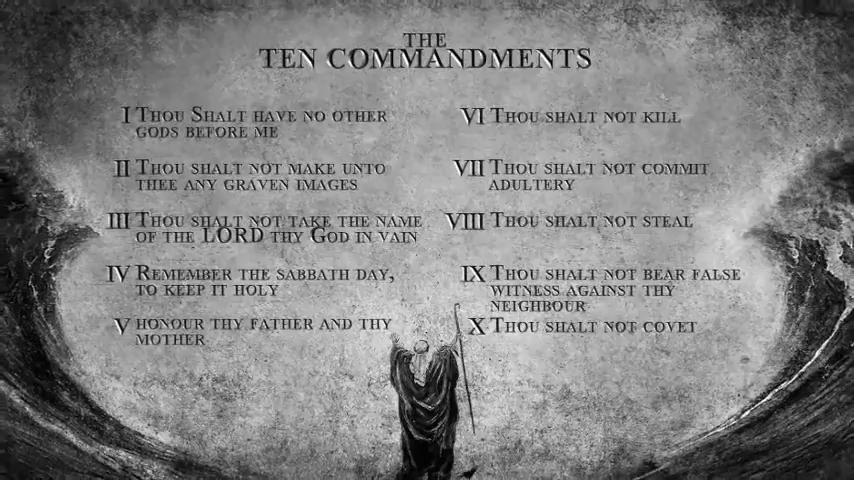 THE
TEN COMMANDMENTS
I THOU SHALT HAVE NO OTHER
GODS BEFORE ME
II THOU SHALT NOT MAKE UNTO
THEE ANY GRAVEN IMAGES
III THOU SHALT NOT TAKE THE NAME
OF THE LORD THY GOD IN VAIN
IV REMEMBER THE SABBATH DAY,
TO KEEP IT HOLY
V HONOUR THY FATHER AND THY
MOTHER
VI THOU SHALT NOT KILL
VII THOU SHALT NOT COMMIT
ADULTERY
VIII THOU SHALT NOT STEAL
IX THOU SHALT NOT BEAR FALSE
WITNESS AGAINST THY
NEIGHBOUR
X THOU SHALT NOT COVET